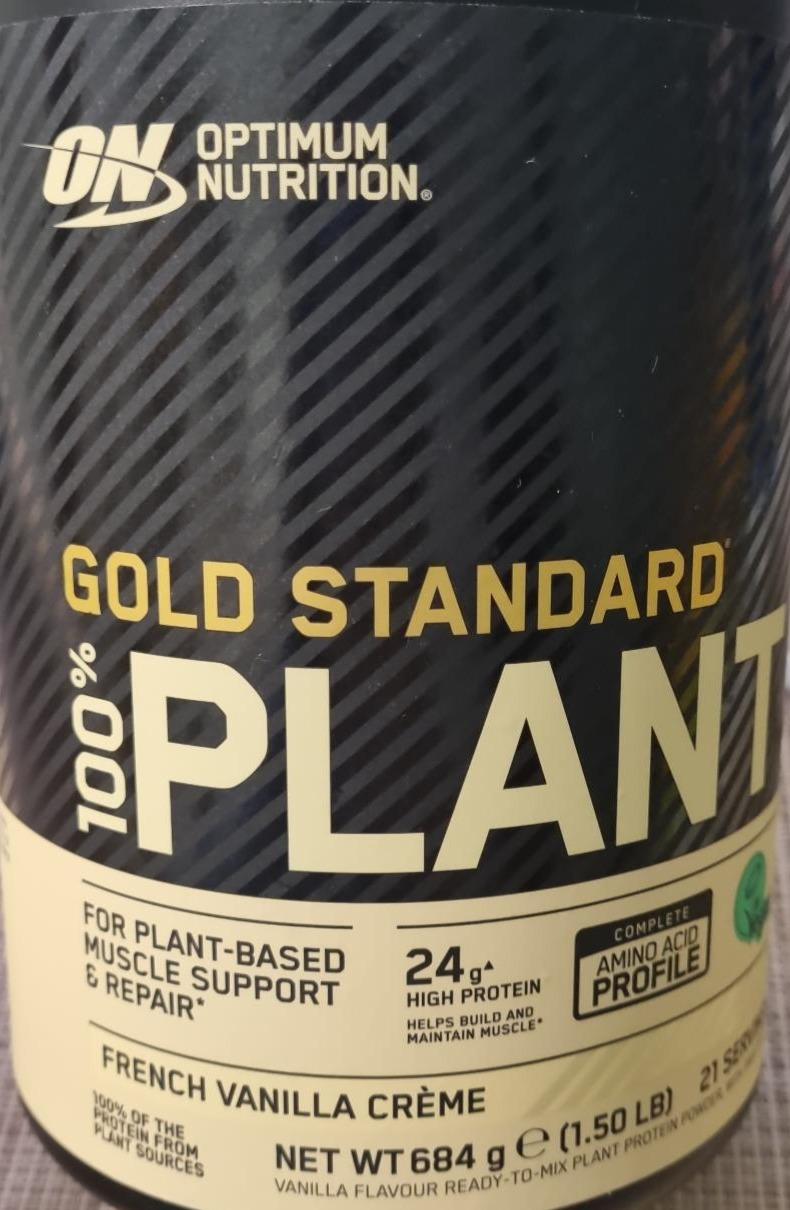 ON OPTIMUM
NUTRITION®
GOLD STANDARD
100% PLANT
FOR PLANT-BASED
MUSCLE SUPPORT
& REPAIR*
24g▲
HIGH PROTEIN
HELPS BUILD AND
MAINTAIN MUSCLE*
COMPLETE
AMINO ACID
PROFILE
FRENCH VANILLA CRÈME
100% OF THE
PROTEIN FROM
PLANT SOURCES
NET WT 684 g ℮ (1.50 LB)
21
VANILLA FLAVOUR READY-TO-MIX PLANT PROTEIN POWDER,